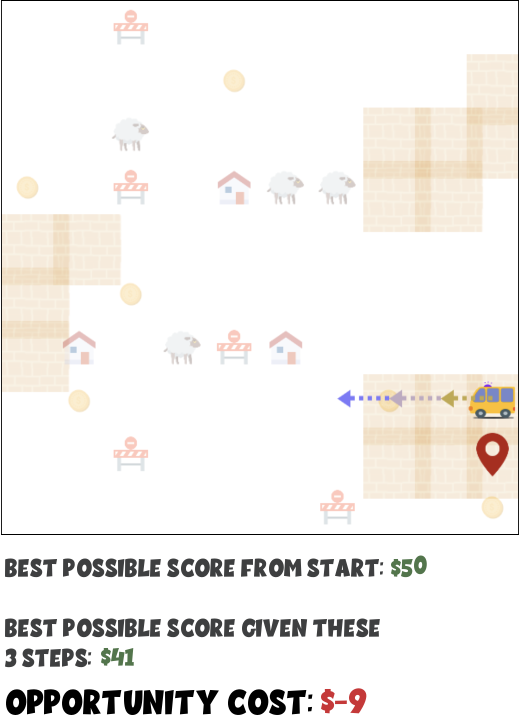 BEST POSSIBLE SCORE FROM START: $50
BEST POSSIBLE SCORE GIVEN THESE
3 STEPS: $41
OPPORTUNITY COST: $-9